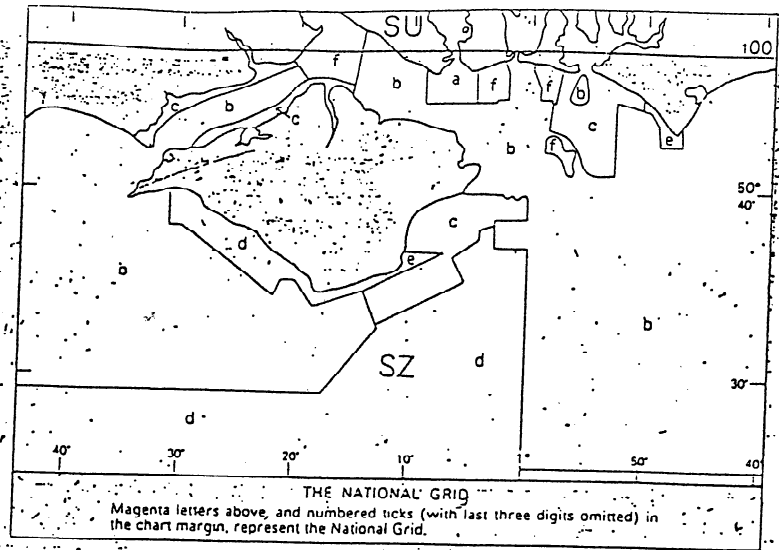 SU
100
f
b
a
f
f
b
c
b
c
c
b
f
e
50°
40'
c
d
e
b
b
SZ
d
30'
d
40'
30'
20'
10'
1°
50'
40'
THE NATIONAL GRID
Magenta letters above, and numbered ticks (with last three digits omitted) in
the chart margin, represent the National Grid.